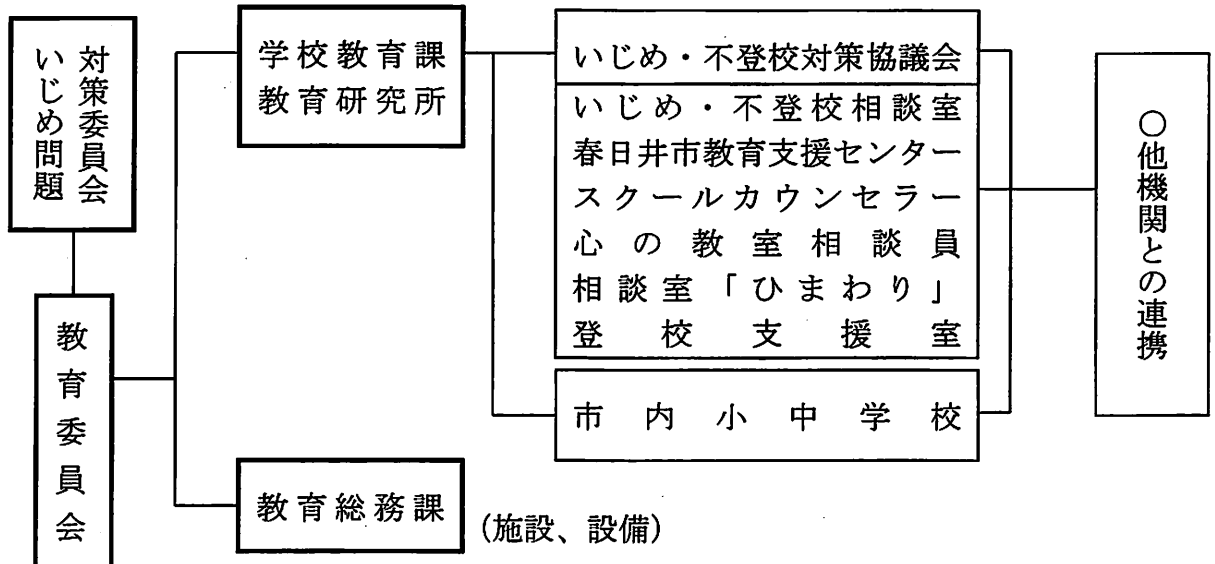 いじめ問題
対策委員会
教育委員会
学校教育課
教育研究所
教育総務課
(施設、設備)
いじめ・不登校対策協議会
いじめ・不登校相談室
春日井市教育支援センター
スクールカウンセラー
心の教室相談員
相談室「ひまわり」
登校支援室
市内小中学校
○他機関との連携